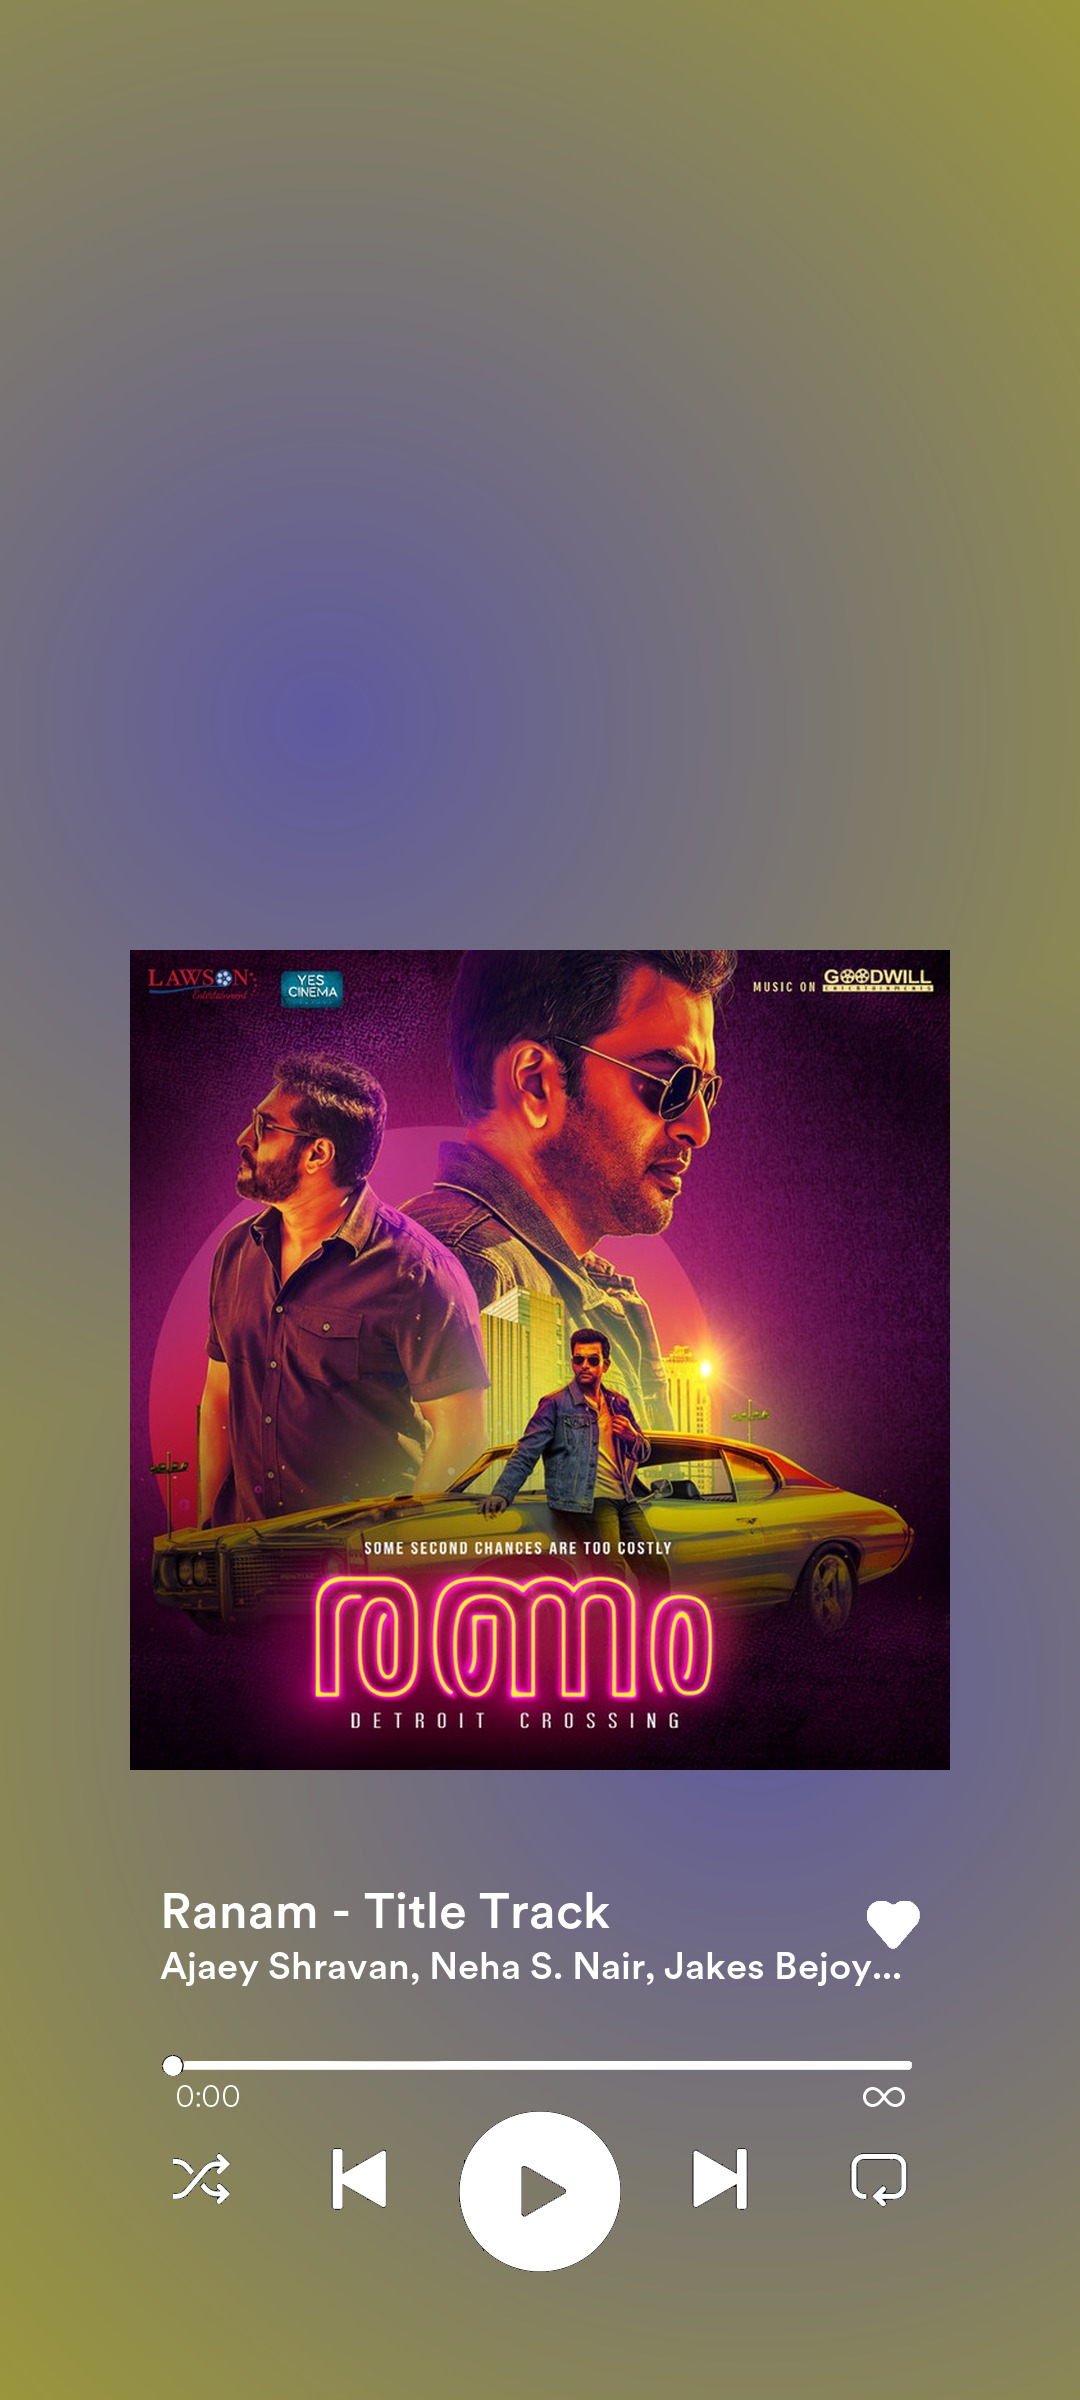 LAWSON
Entertainment
YES
CINEMA
MUSIC ON GOODWILL
ENTERTAINMENTS
SOME SECOND CHANCES ARE TOO COSTLY
രണം
DETROIT CROSSING
Ranam - Title Track
Ajaey Shravan, Neha S. Nair, Jakes Bejoy...
0:00
∞